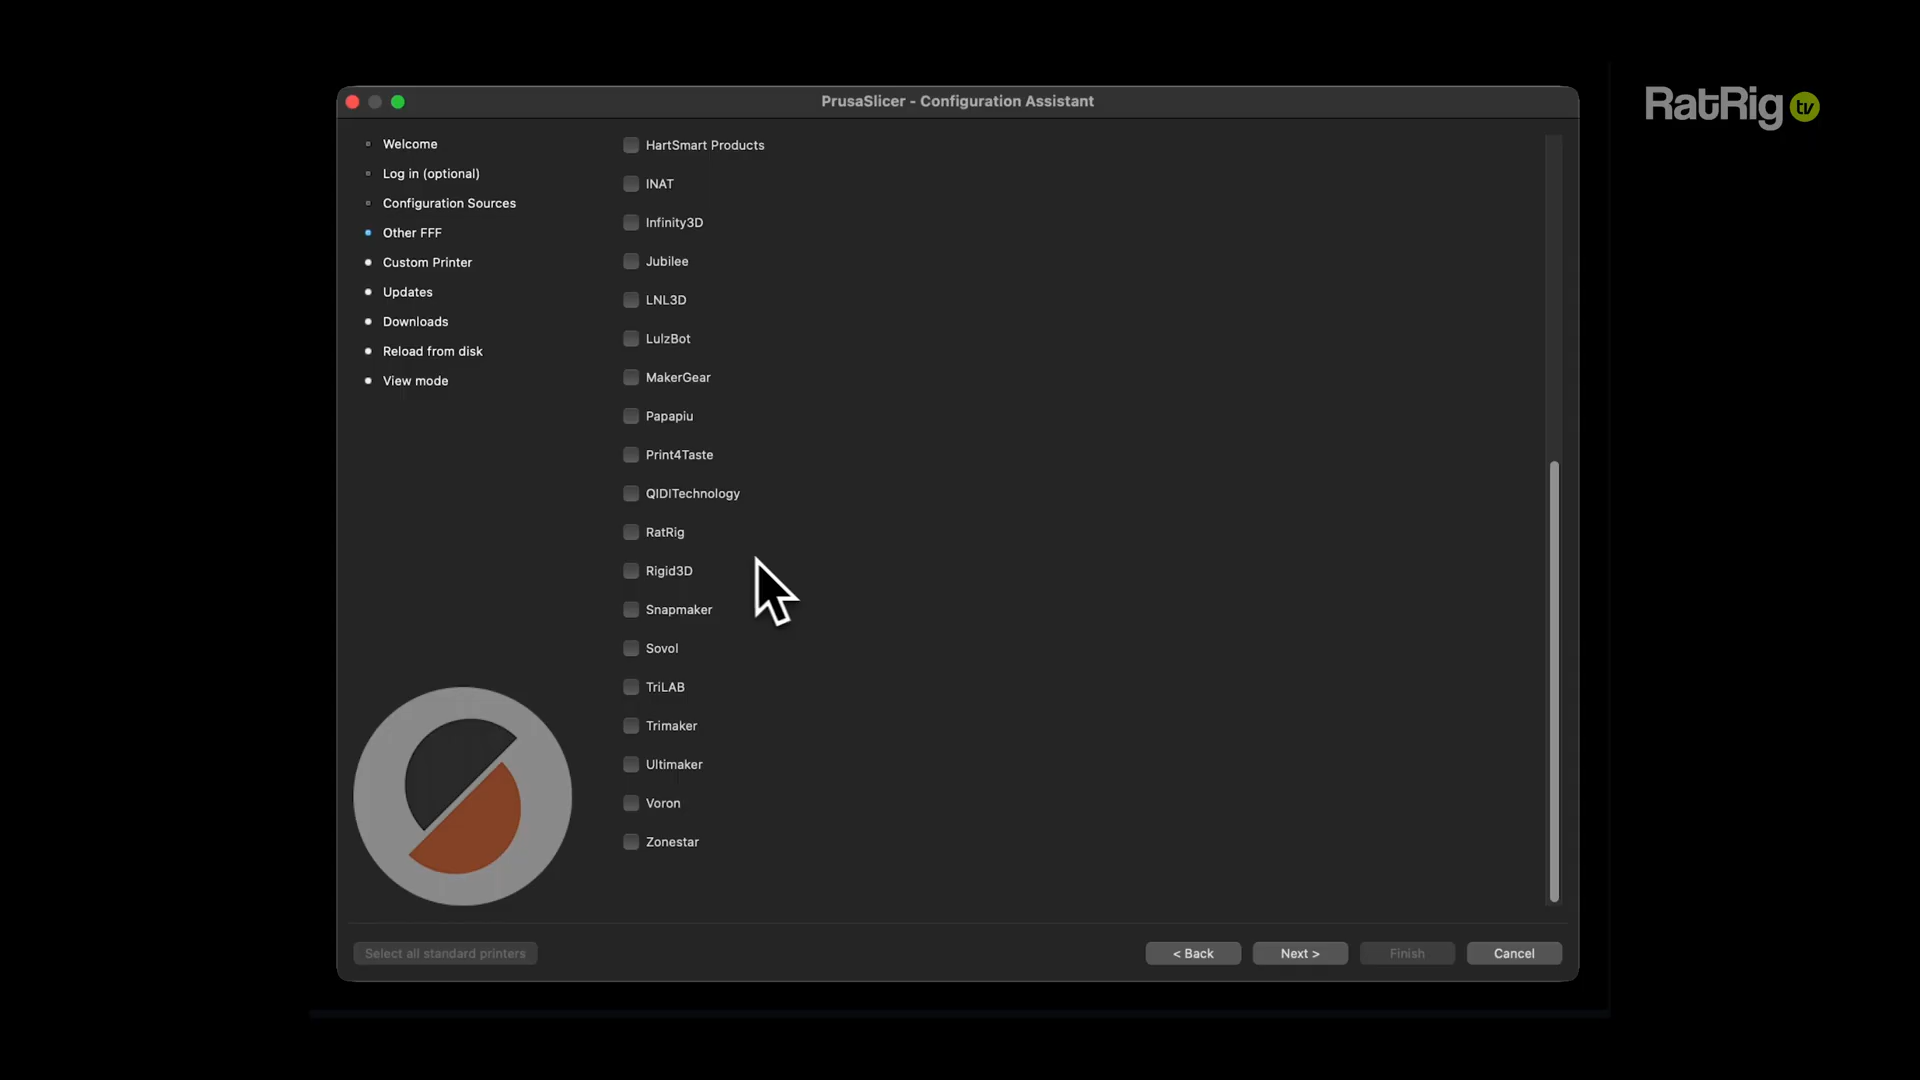 PrusaSlicer - Configuration Assistant
RatRig tv
Welcome
Log in (optional)
Configuration Sources
Other FFF
Custom Printer
Updates
Downloads
Reload from disk
View mode
HartSmart Products
INAT
Infinity3D
Jubilee
LNL3D
LulzBot
MakerGear
Papapiu
Print4Taste
QIDITechnology
RatRig
Rigid3D
Snapmaker
Sovol
TriLAB
Trimaker
Ultimaker
Voron
Zonestar
Select all standard printers
< Back
Next >
Finish
Cancel